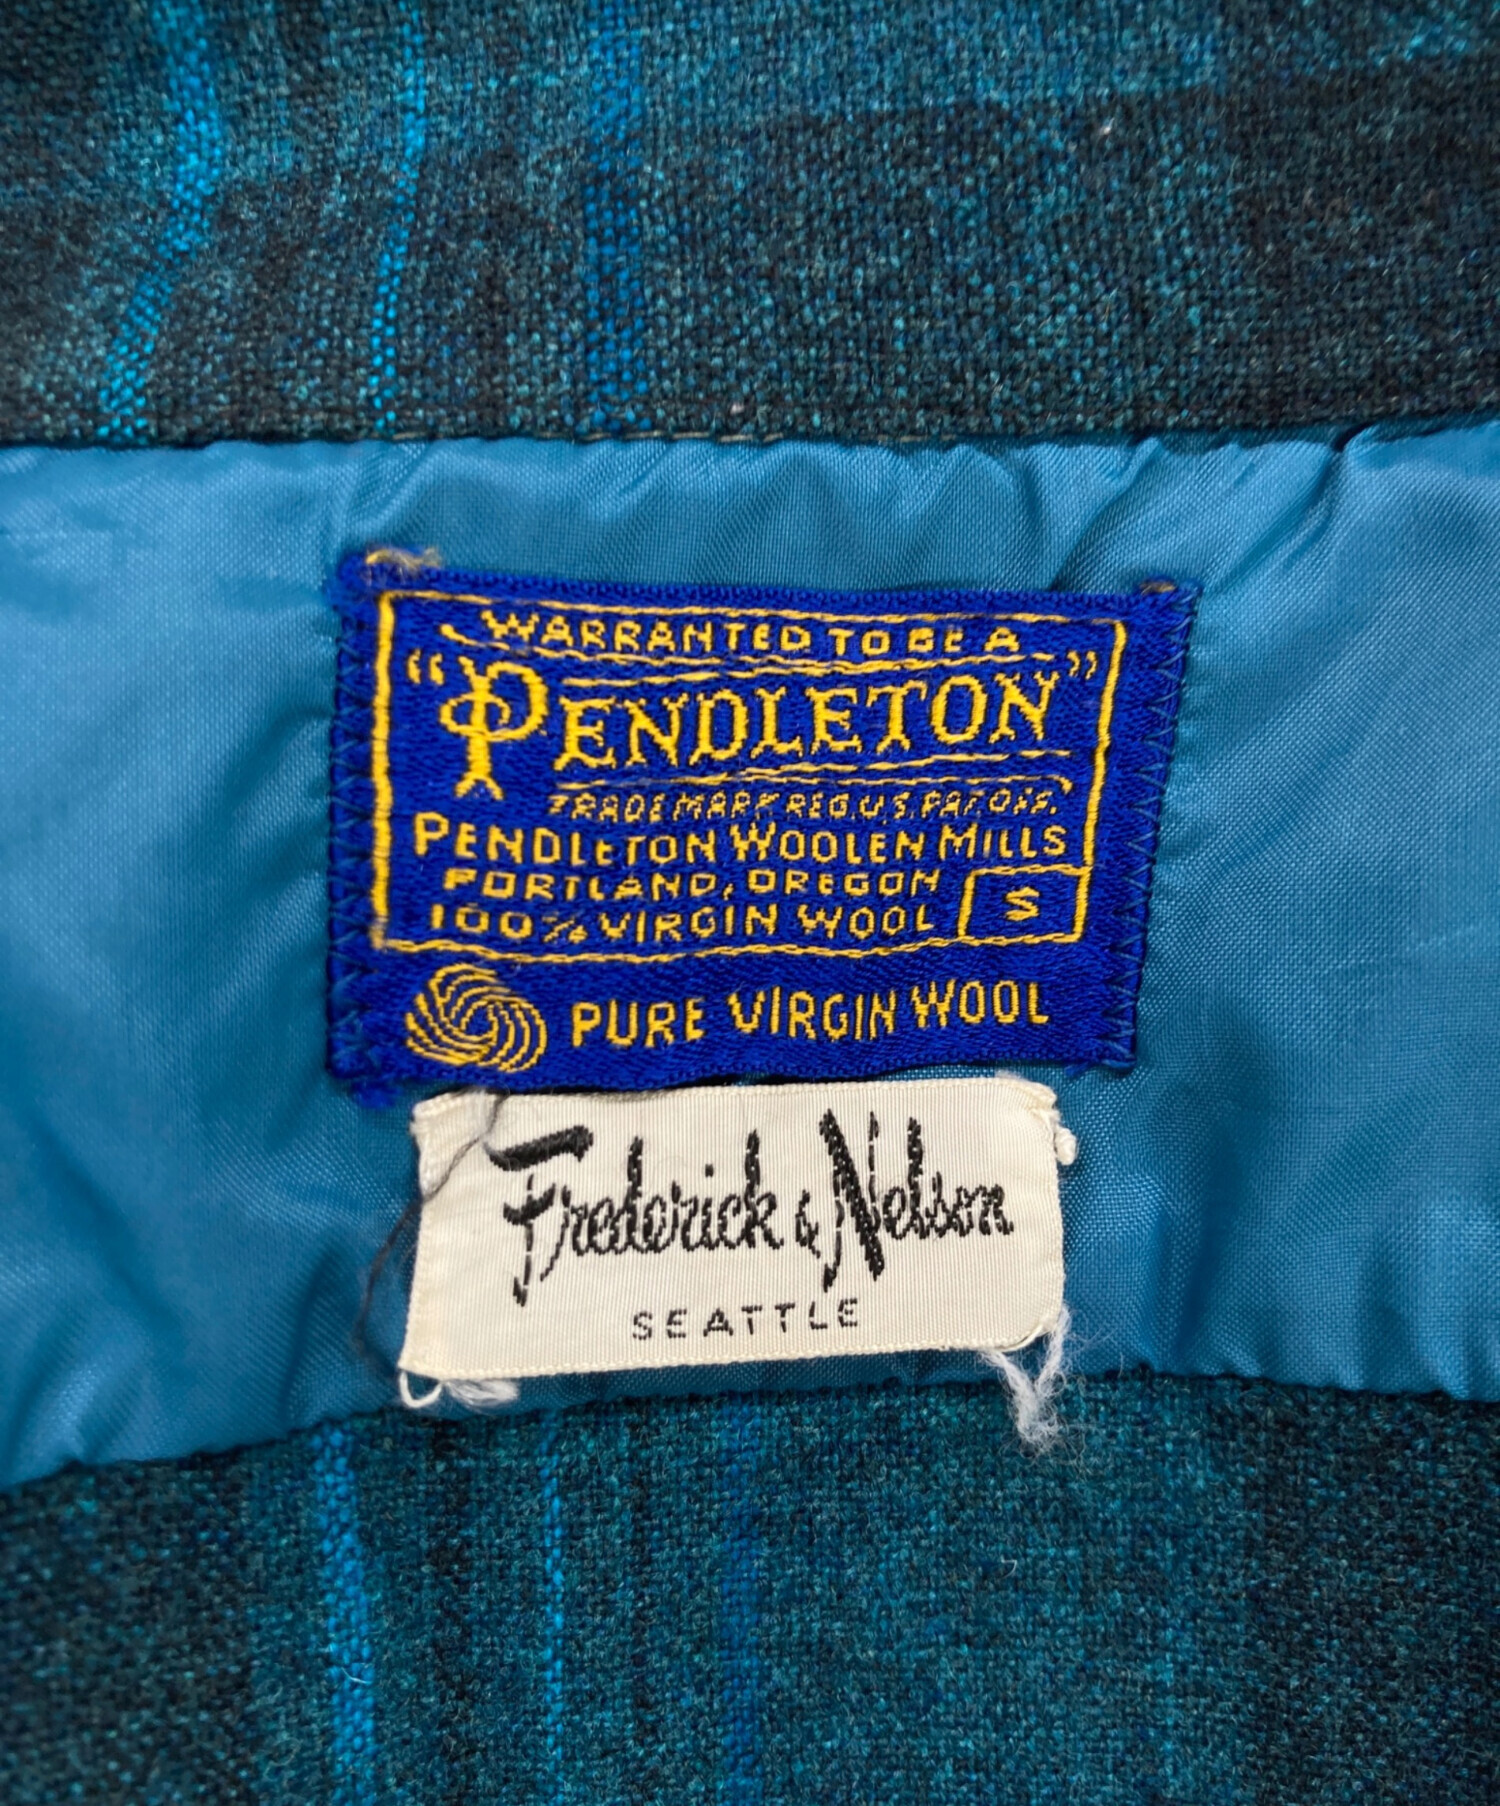 WARRANTED TO BE A
"PENDLETON"
TRADE MARK REG. U.S. PAT. OFF.
PENDLETON WOOLEN MILLS
PORTLAND, OREGON
100% VIRGIN WOOL S
PURE VIRGIN WOOL
Frederick & Nelson
SEATTLE